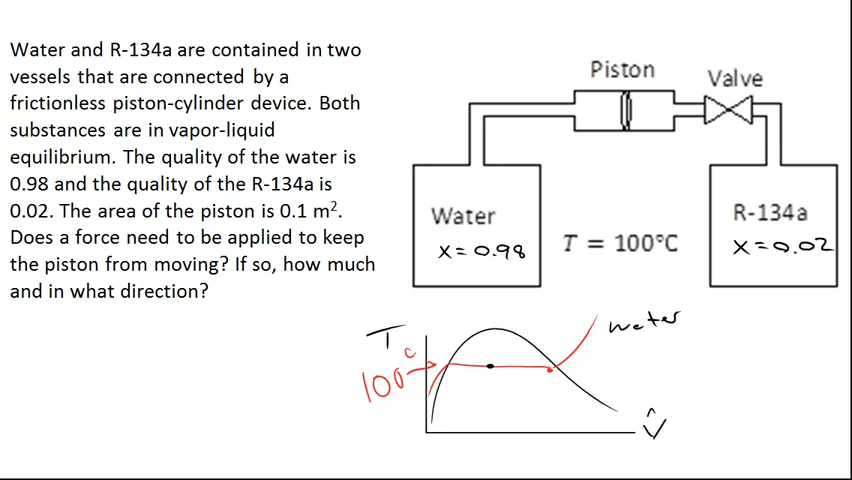 Water and R-134a are contained in two
vessels that are connected by a
frictionless piston-cylinder device. Both
substances are in vapor-liquid
equilibrium. The quality of the water is
0.98 and the quality of the R-134a is
0.02. The area of the piston is 0.1 m².
Does a force need to be applied to keep
the piston from moving? If so, how much
and in what direction?
Piston
Valve
Water
X = 0.98
T = 100°C
R-134a
X = 0.02
T
100°C
water
V̂